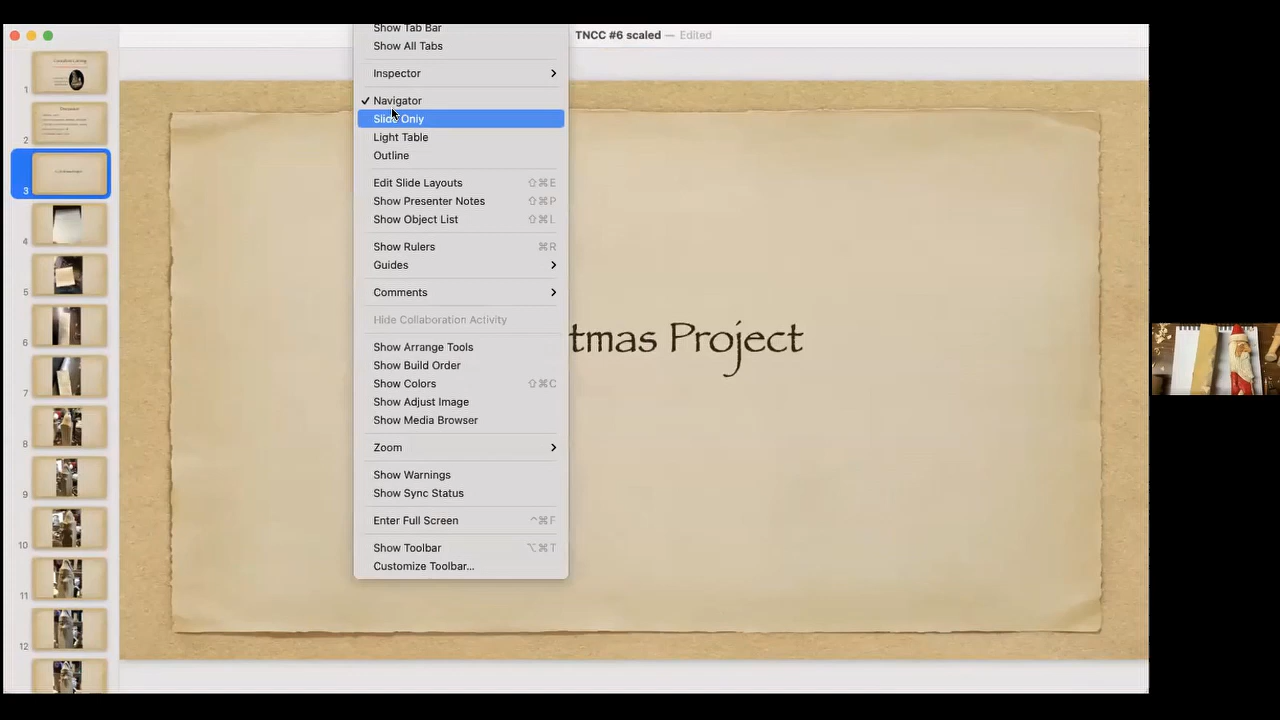 Show Tab Bar
Show All Tabs
Inspector
Navigator
Slide Only
Light Table
Outline
Edit Slide Layouts ⇧⌘E
Show Presenter Notes ⇧⌘P
Show Object List ⇧⌘L
Show Rulers ⌘R
Guides
Comments
Hide Collaboration Activity
Show Arrange Tools
Show Build Order
Show Colors ⇧⌘C
Show Adjust Image
Show Media Browser
Zoom
Show Warnings
Show Sync Status
Enter Full Screen ^⌘F
Show Toolbar ⌥⌘T
Customize Toolbar...
TNCC #6 scaled — Edited
tmas Project
1
2
3
4
5
6
7
8
9
10
11
12